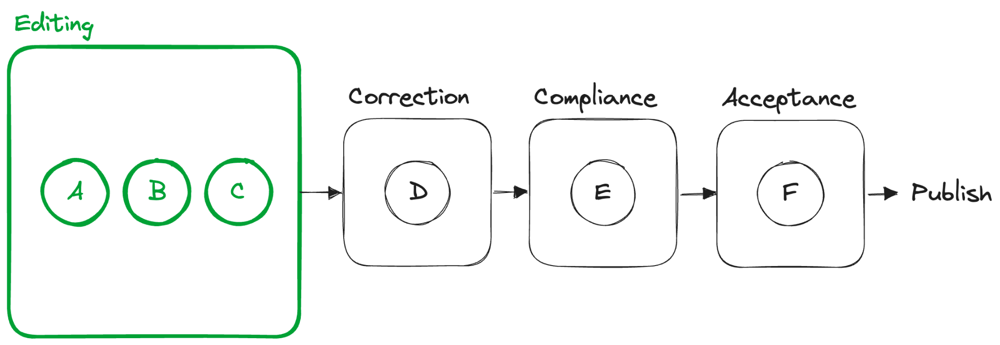 Editing
Correction
Compliance
Acceptance
A
B
C
D
E
F
Publish